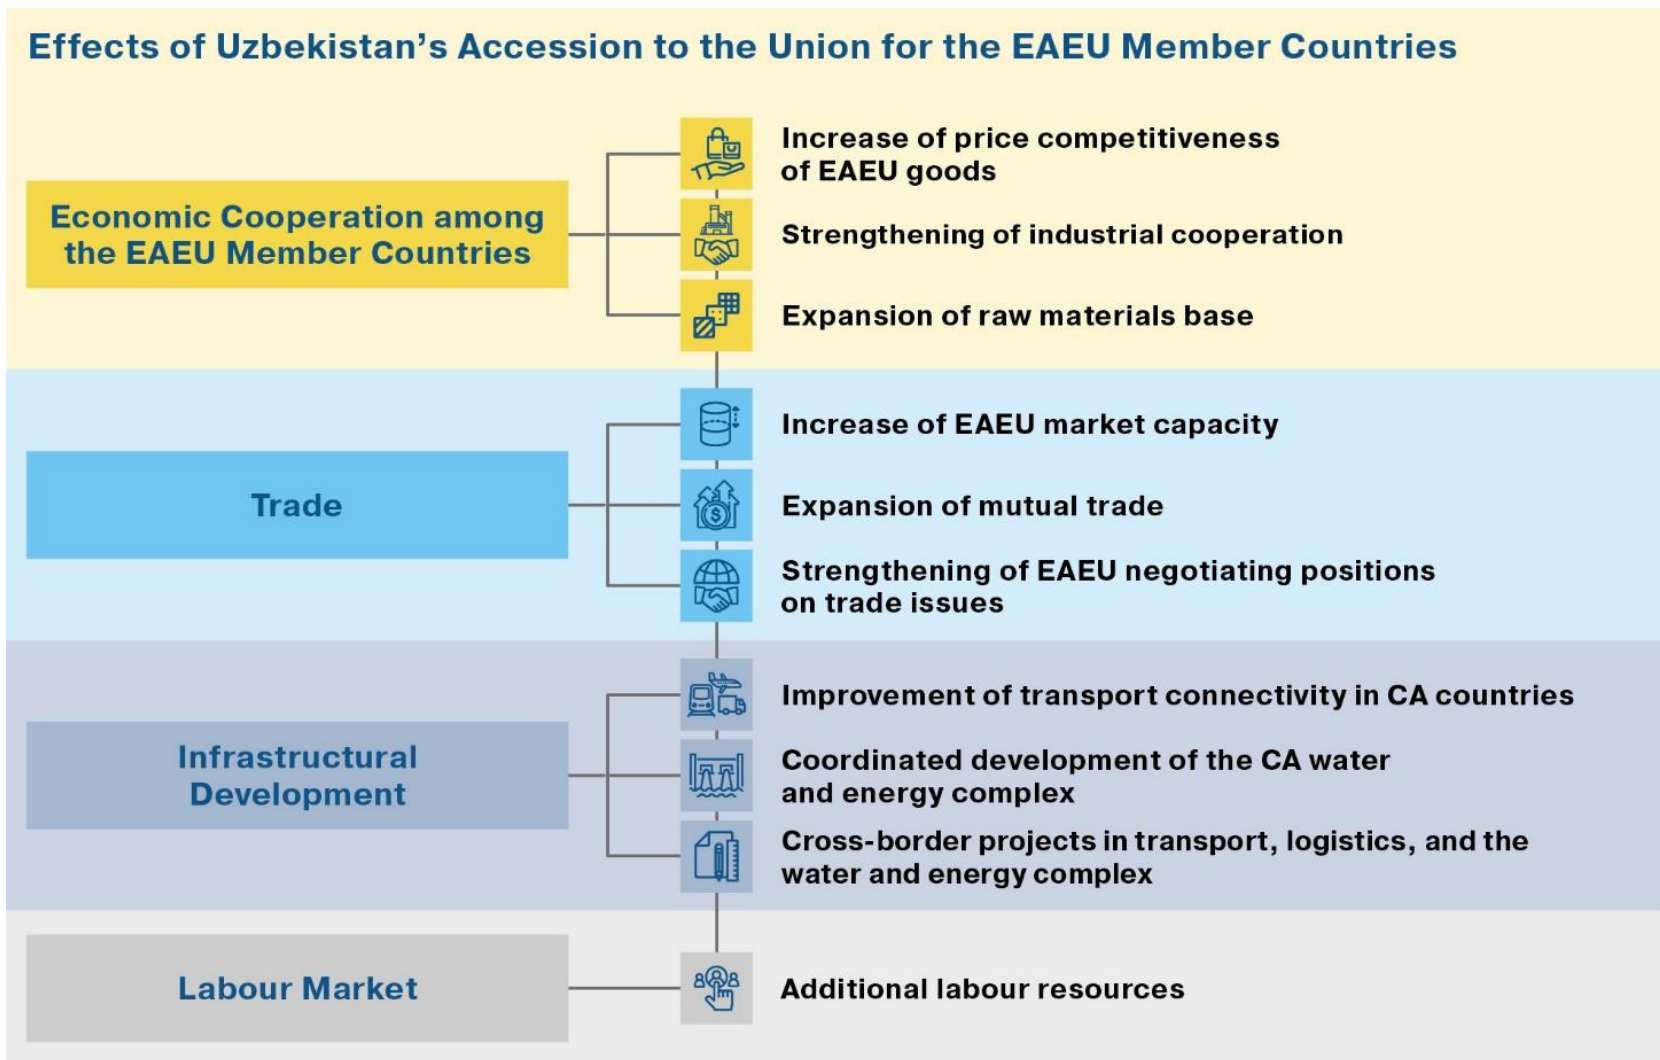 Effects of Uzbekistan's Accession to the Union for the EAEU Member Countries
Economic Cooperation among
the EAEU Member Countries
Increase of price competitiveness
of EAEU goods
Strengthening of industrial cooperation
Expansion of raw materials base
Trade
Increase of EAEU market capacity
Expansion of mutual trade
Strengthening of EAEU negotiating positions
on trade issues
Infrastructural
Development
Improvement of transport connectivity in CA countries
Coordinated development of the CA water
and energy complex
Cross-border projects in transport, logistics, and the
water and energy complex
Labour Market
Additional labour resources